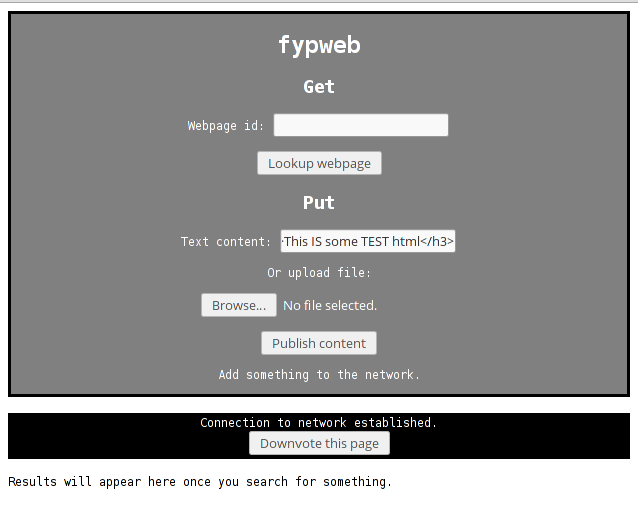 fypweb
Get
Webpage id:
Lookup webpage
Put
Text content: This IS some TEST html</h3>
Or upload file:
Browse... No file selected.
Publish content
Add something to the network.
Connection to network established.
Downvote this page
Results will appear here once you search for something.